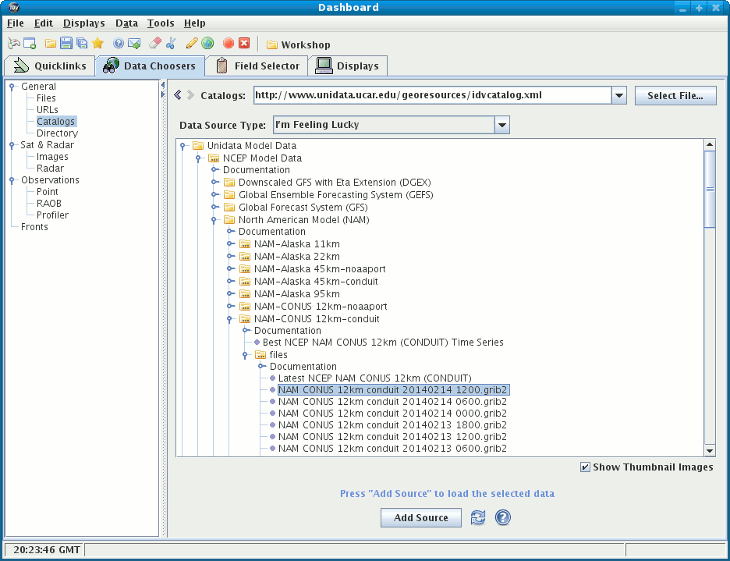 Dashboard
File Edit Displays Data Tools Help
Workshop
Quicklinks Data Choosers Field Selector Displays
General
Files
URLs
Catalogs
Directory
Sat & Radar
Images
Radar
Observations
Point
RAOB
Profiler
Fronts
Catalogs: http://www.unidata.ucar.edu/georesources/idvcatalog.xml Select File...
Data Source Type: I'm Feeling Lucky
Unidata Model Data
NCEP Model Data
Documentation
Downscaled GFS with Eta Extension (DGEX)
Global Ensemble Forecasting System (GEFS)
Global Forecast System (GFS)
North American Model (NAM)
Documentation
NAM-Alaska 11km
NAM-Alaska 22km
NAM-Alaska 45km-noaaport
NAM-Alaska 45km-conduit
NAM-Alaska 95km
NAM-CONUS 12km-noaaport
NAM-CONUS 12km-conduit
Documentation
Best NCEP NAM CONUS 12km (CONDUIT) Time Series
files
Documentation
Latest NCEP NAM CONUS 12km (CONDUIT)
NAM CONUS 12km conduit 20140214 1200.grib2
NAM CONUS 12km conduit 20140214 0600.grib2
NAM CONUS 12km conduit 20140214 0000.grib2
NAM CONUS 12km conduit 20140213 1800.grib2
NAM CONUS 12km conduit 20140213 1200.grib2
NAM CONUS 12km conduit 20140213 0600.grib2
Show Thumbnail Images
Press "Add Source" to load the selected data
Add Source
20:23:46 GMT